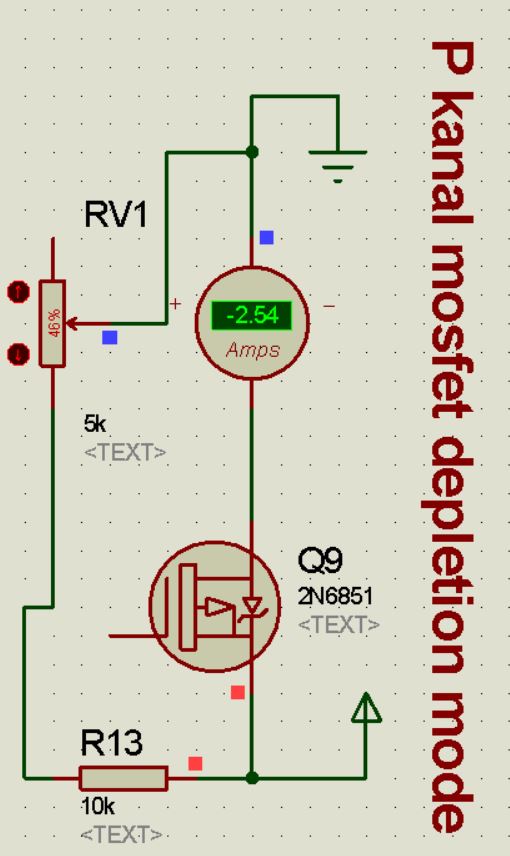 P kanal mosfet depletion mode
RV1
46%
+
-2.54
−
Amps
5k
<TEXT>
Q9
2N6851
<TEXT>
R13
10k
<TEXT>